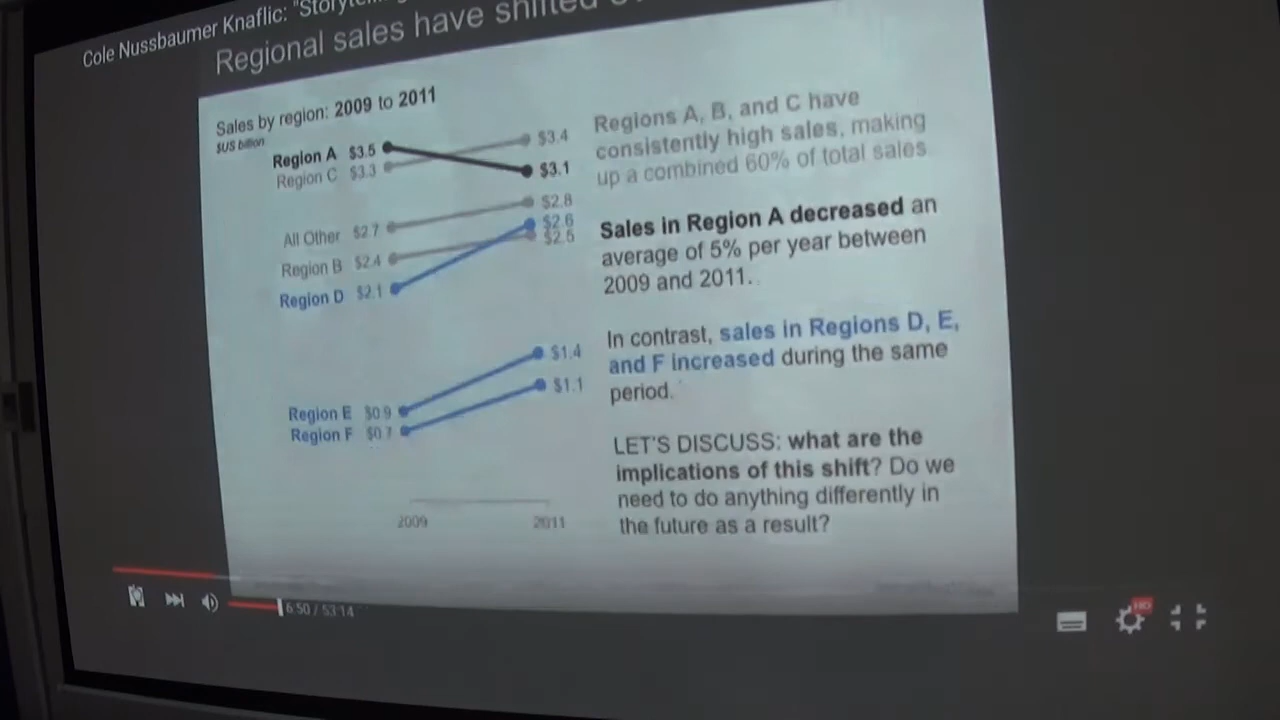 Cole Nussbaumer Knaflic: "Storytelling
Regional sales have shifted
Sales by region: 2009 to 2011
$US billion
Region A $3.5
Region C $3.3
$3.4
$3.1
All Other $2.7
Region B $2.4
Region D $2.1
$2.8
$2.6
$2.5
Region E $0.9
Region F $0.7
$1.4
$1.1
2009 2011
Regions A, B, and C have
consistently high sales, making
up a combined 60% of total sales
Sales in Region A decreased an
average of 5% per year between
2009 and 2011.
In contrast, sales in Regions D, E,
and F increased during the same
period.
LET'S DISCUSS: what are the
implications of this shift? Do we
need to do anything differently in
the future as a result?
6:50 / 53:14
HD